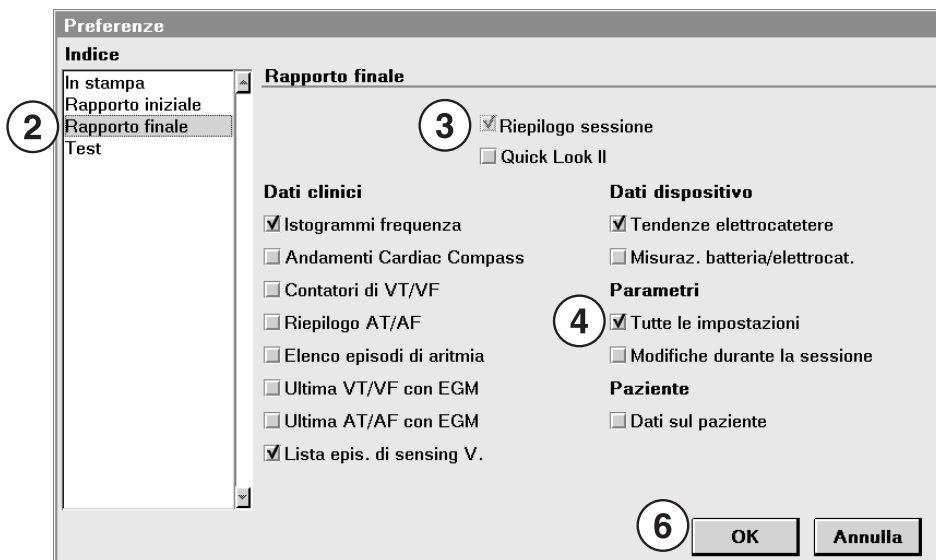 Preferenze
Indice
In stampa
Rapporto iniziale
2
Rapporto finale
Test
Rapporto finale
3
Riepilogo sessione
Quick Look II
Dati clinici
Istogrammi frequenza
Andamenti Cardiac Compass
Contatori di VT/VF
Riepilogo AT/AF
Elenco episodi di aritmia
Ultima VT/VF con EGM
Ultima AT/AF con EGM
Lista epis. di sensing V.
Dati dispositivo
Tendenze elettrocatetere
Misuraz. batteria/elettrocat.
Parametri
4
Tutte le impostazioni
Modifiche durante la sessione
Paziente
Dati sul paziente
6
OK
Annulla